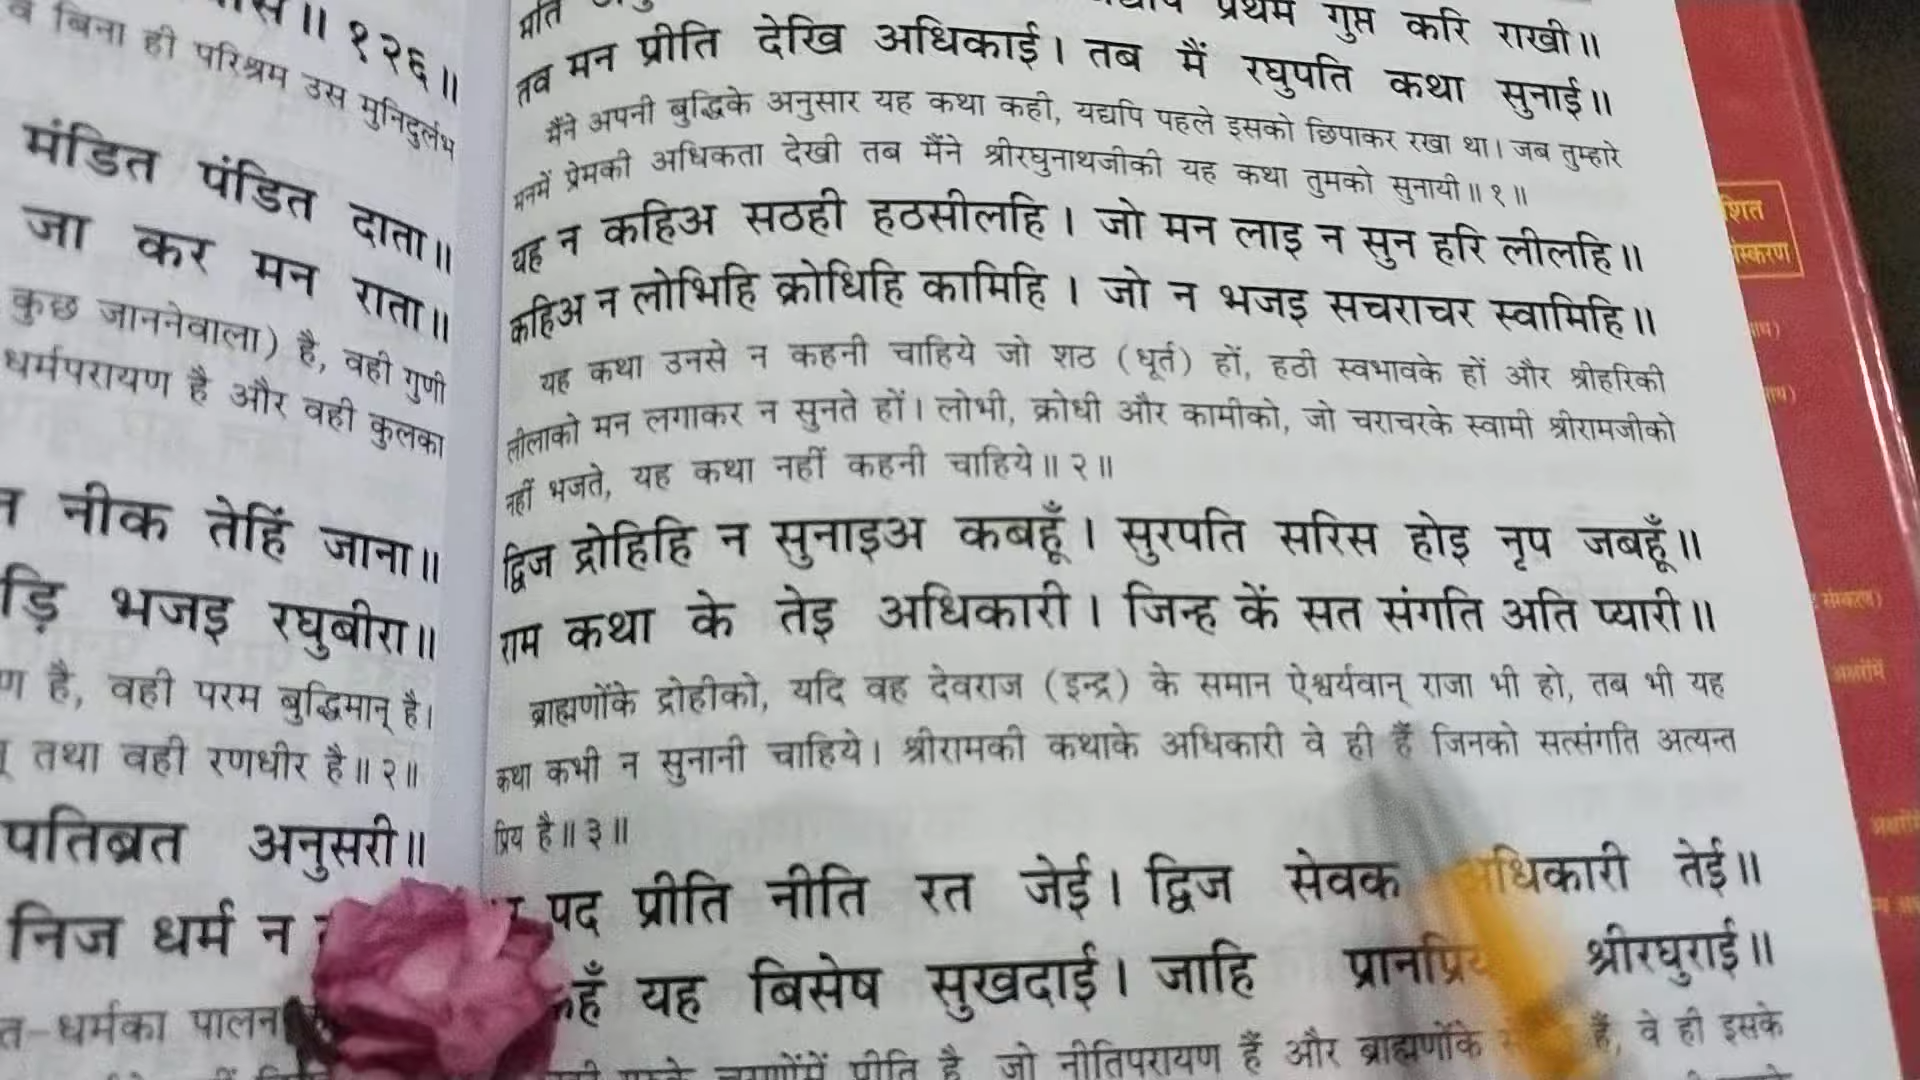 ॥ १२६ ॥
व बिना ही परिश्रम उस मुनिदुर्लभ
मंडित पंडित दाता॥
जा कर मन राता॥
कुछ जाननेवाला) है, वही गुणी
धर्मपरायण है और वही कुलका
नीक तेहिं जाना॥
भजइ रघुबीरा॥
है, वही परम बुद्धिमान् है।
तथा वही रणधीर है॥ २॥
पतिब्रत अनुसरी॥
निज धर्म न
धर्मका पालन
मति प्रथम गुप्त करि राखी॥
तव मन प्रीति देखि अधिकाई। तब मैं रघुपति कथा सुनाई॥
मैंने अपनी बुद्धिके अनुसार यह कथा कही, यद्यपि पहले इसको छिपाकर रखा था। जब तुम्हारे
मनमें प्रेमकी अधिकता देखी तब मैंने श्रीरघुनाथजीकी यह कथा तुमको सुनायी॥ १॥
यह न कहिअ सठही हठसीलहि। जो मन लाइ न सुन हरि लीलहि॥
कहिअ न लोभिहि क्रोधिहि कामिहि। जो न भजइ सचराचर स्वामिहि॥
यह कथा उनसे न कहनी चाहिये जो शठ (धूर्त) हों, हठी स्वभावके हों और श्रीहरिकी
लीलाको मन लगाकर न सुनते हों। लोभी, क्रोधी और कामीको, जो चराचरके स्वामी श्रीरामजीको
नहीं भजते, यह कथा नहीं कहनी चाहिये॥ २॥
द्विज द्रोहिहि न सुनाइअ कबहूँ। सुरपति सरिस होइ नृप जबहूँ॥
राम कथा के तेइ अधिकारी। जिन्ह कें सत संगति अति प्यारी॥
ब्राह्मणोंके द्रोहीको, यदि वह देवराज (इन्द्र) के समान ऐश्वर्यवान् राजा भी हो, तब भी यह
कथा कभी न सुनानी चाहिये। श्रीरामकी कथाके अधिकारी वे ही हैं जिनको सत्संगति अत्यन्त
प्रिय है॥ ३॥
पद प्रीति नीति रत जेई। द्विज सेवक अधिकारी तेई॥
कहँ यह बिसेष सुखदाई। जाहि प्रानप्रिय श्रीरघुराई॥
चरणोंमें प्रीति है, जो नीतिपरायण हैं और ब्राह्मणोंके हैं, वे ही इसके